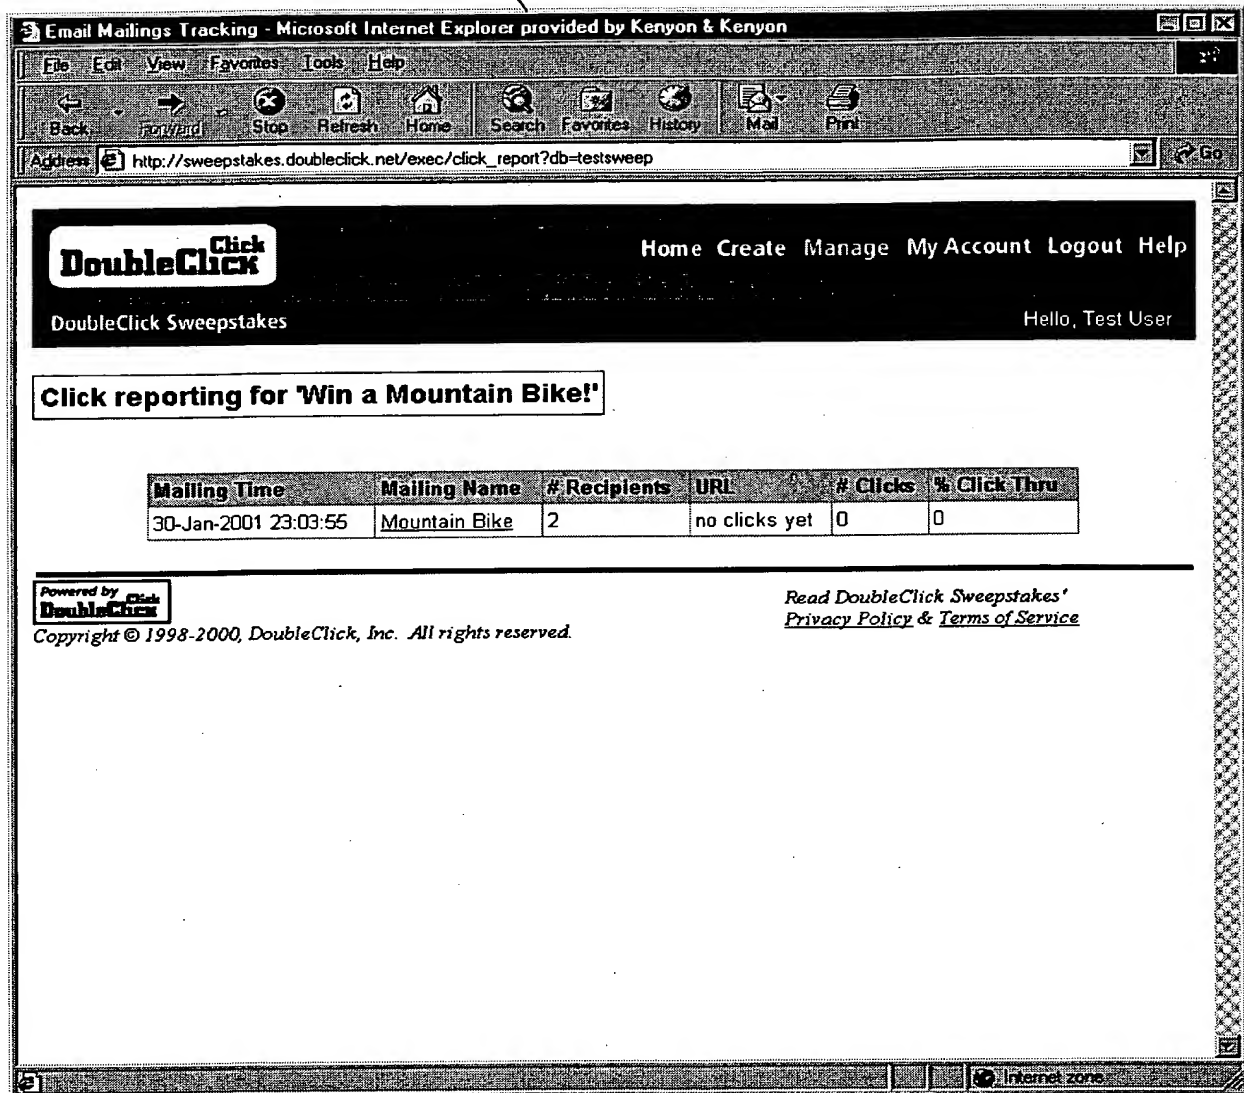 Email Mailings Tracking - Microsoft Internet Explorer provided by Kenyon & Kenyon
File Edit View Favorites Tools Help
Back Forward Stop Refresh Home Search Favorites History Mail Print
Address http://sweepstakes.doubleclick.net/exec/click_report?db=testsweep Go
Click
DoubleClick
Home Create Manage My Account Logout Help
DoubleClick Sweepstakes Hello, Test User
Click reporting for 'Win a Mountain Bike!'
Mailing Time Mailing Name # Recipients URL # Clicks % Click Thru
30-Jan-2001 23:03:55 Mountain Bike 2 no clicks yet 0 0
Powered by Click
DoubleClick
Read DoubleClick Sweepstakes'
Privacy Policy & Terms of Service
Copyright © 1998-2000, DoubleClick, Inc. All rights reserved.
Internet zone